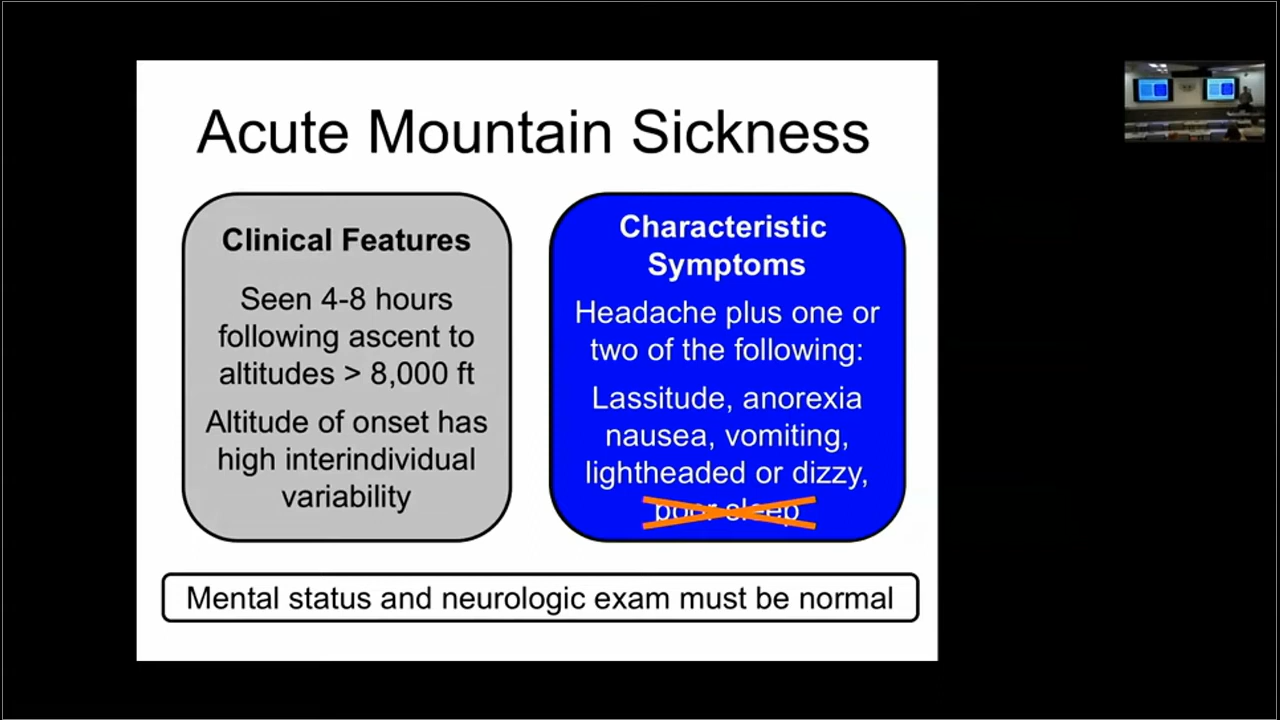 Acute Mountain Sickness
Clinical Features
Seen 4-8 hours
following ascent to
altitudes > 8,000 ft
Altitude of onset has
high interindividual
variability
Characteristic
Symptoms
Headache plus one or
two of the following:
Lassitude, anorexia
nausea, vomiting,
lightheaded or dizzy,
poor sleep
Mental status and neurologic exam must be normal